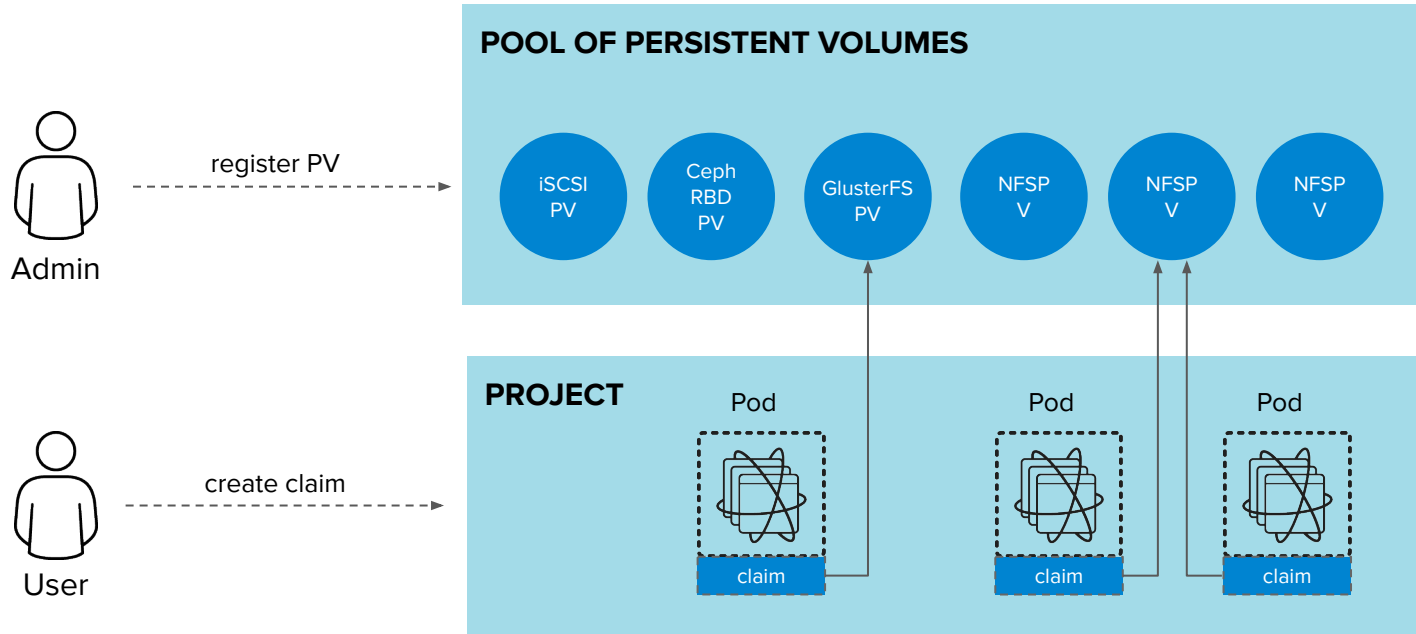 POOL OF PERSISTENT VOLUMES
register PV
iSCSI
PV
Ceph
RBD
PV
GlusterFS
PV
NFSP
V
NFSP
V
NFSP
V
Admin
PROJECT
Pod
Pod
Pod
create claim
claim
claim
claim
User